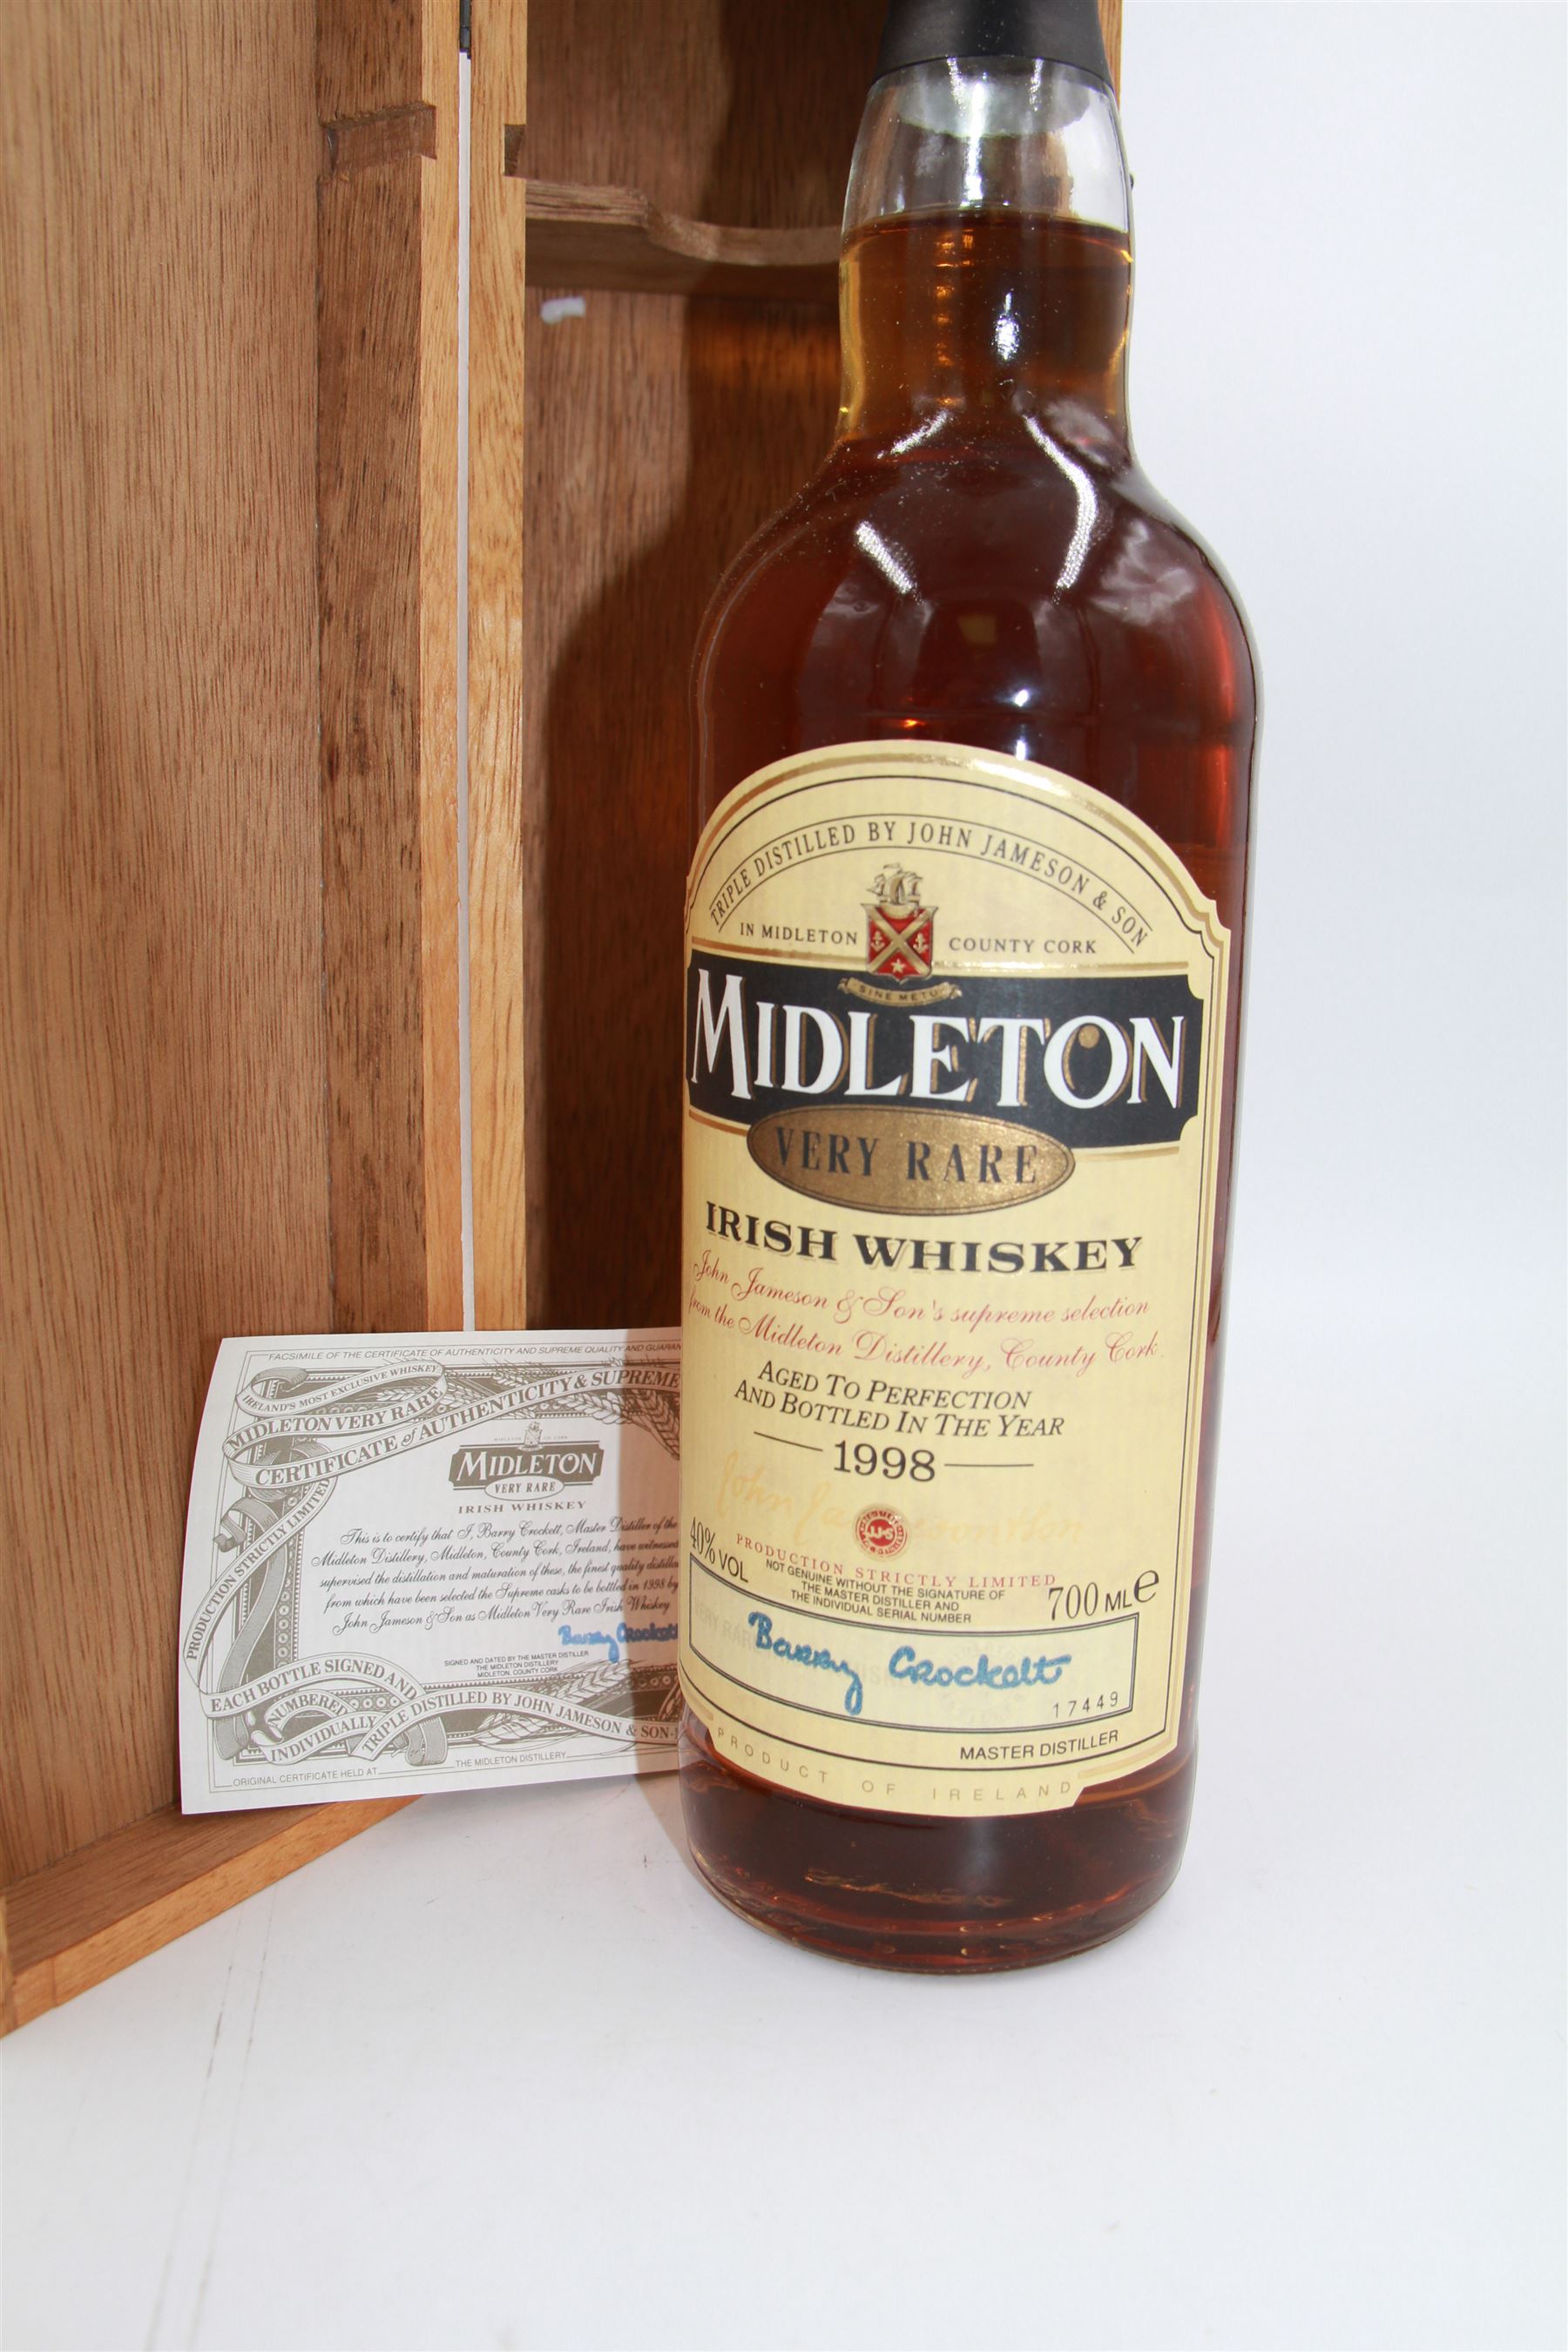 TRIPLE DISTILLED BY JOHN JAMESON & SON
IN MIDLETON COUNTY CORK
SINE METU
MIDLETON
VERY RARE
IRISH WHISKEY
John Jameson & Son's supreme selection
from the Midleton Distillery, County Cork.
AGED TO PERFECTION
AND BOTTLED IN THE YEAR
1998
JJ&S
40% VOL
PRODUCTION STRICTLY LIMITED
NOT GENUINE WITHOUT THE SIGNATURE OF
THE MASTER DISTILLER AND
THE INDIVIDUAL SERIAL NUMBER
700 ML e
Barry Crockett
17449
MASTER DISTILLER
PRODUCT OF IRELAND
FACSIMILE OF THE CERTIFICATE OF AUTHENTICITY AND SUPREME QUALITY AND
IRELAND'S MOST EXCLUSIVE WHISKEY
MIDLETON VERY RARE
CERTIFICATE of AUTHENTICITY & SUPREME
MIDLETON
VERY RARE
IRISH WHISKEY
This is to certify that I, Barry Crockett, Master Distiller of the
Midleton Distillery, Midleton, County Cork, Ireland, have witnessed
supervised the distillation and maturation of these, the finest quality
from which have been selected the Supreme casks to be bottled in 1998 by
John Jameson & Son as Midleton Very Rare Irish Whiskey
Barry Crockett
SIGNED AND DATED BY THE MASTER DISTILLER
THE MIDLETON DISTILLERY
MIDLETON, COUNTY CORK
PRODUCTION STRICTLY LIMITED
EACH BOTTLE SIGNED AND
NUMBERED
INDIVIDUALLY
TRIPLE DISTILLED BY JOHN JAMESON & SON
ORIGINAL CERTIFICATE HELD AT THE MIDLETON DISTILLERY